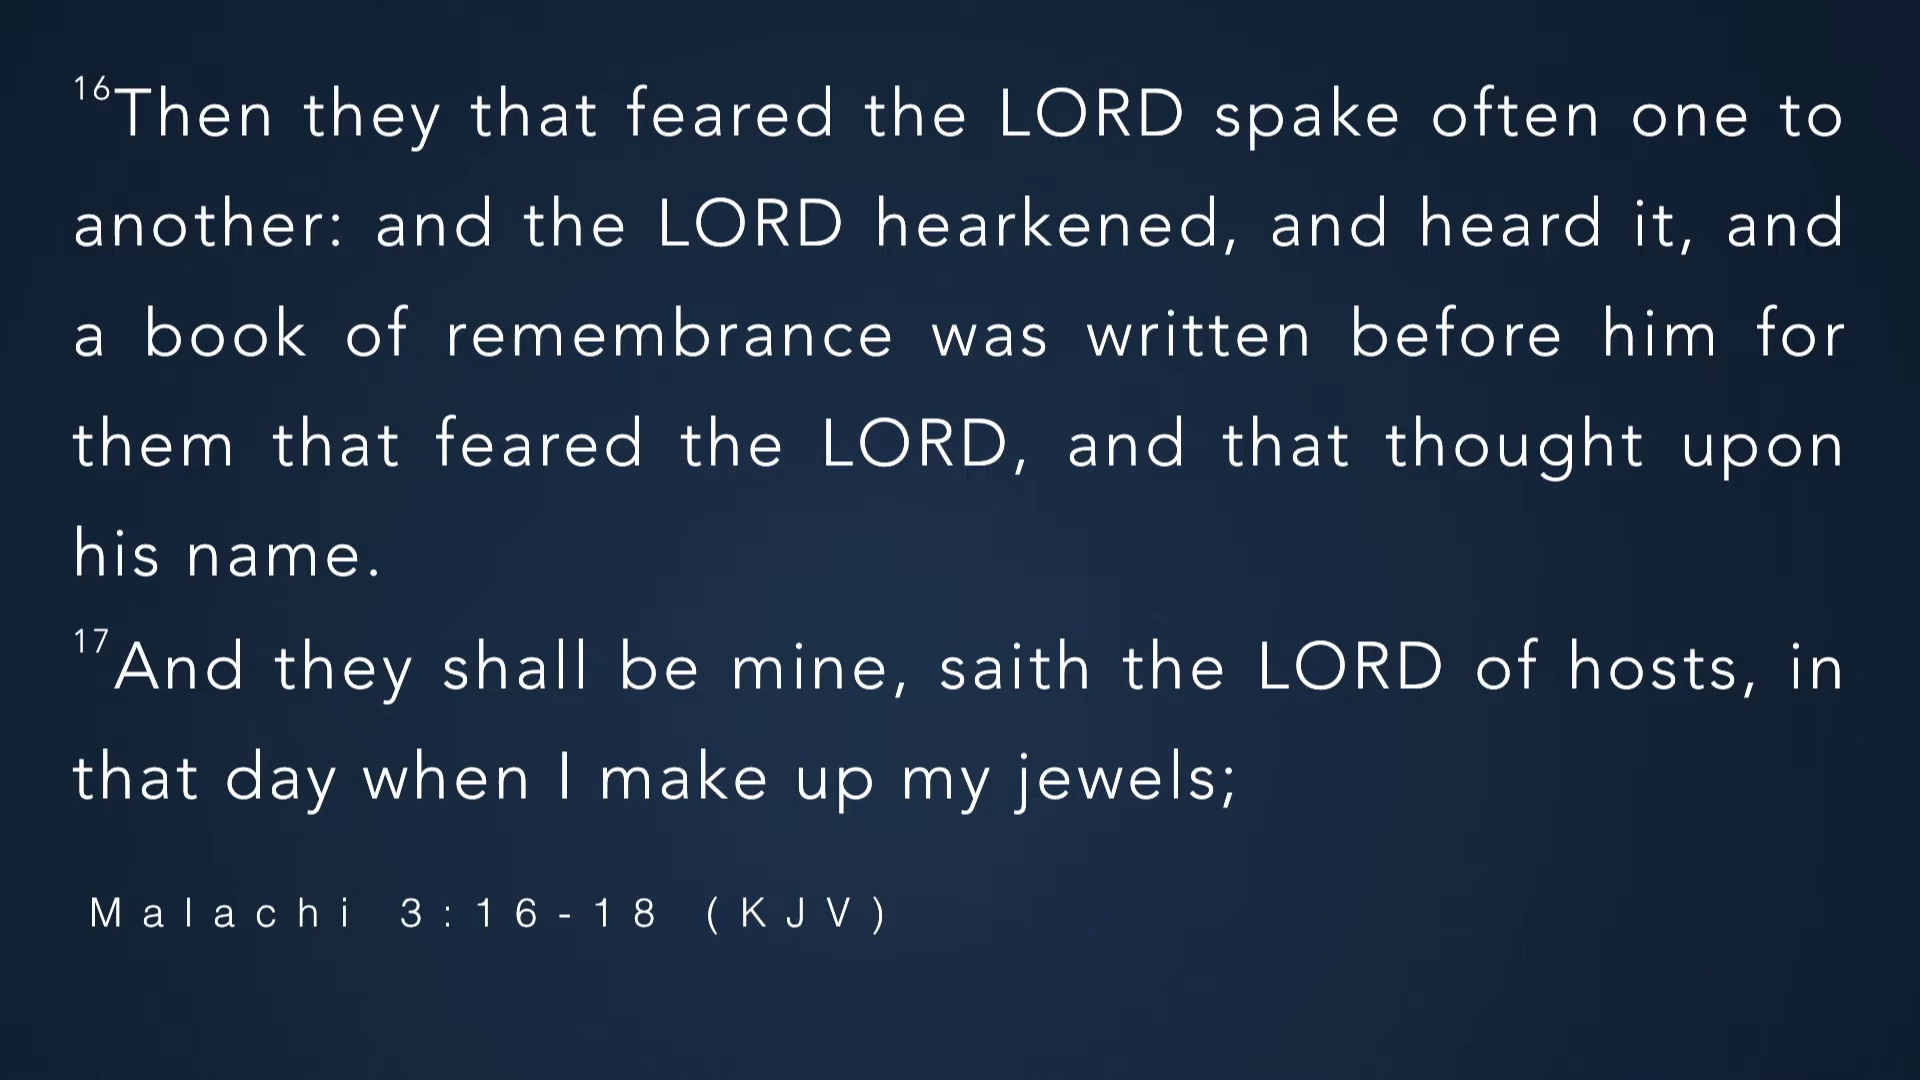 16Then they that feared the LORD spake often one to
another: and the LORD hearkened, and heard it, and
a book of remembrance was written before him for
them that feared the LORD, and that thought upon
his name.
17And they shall be mine, saith the LORD of hosts, in
that day when I make up my jewels;
Malachi 3:16-18 (KJV)